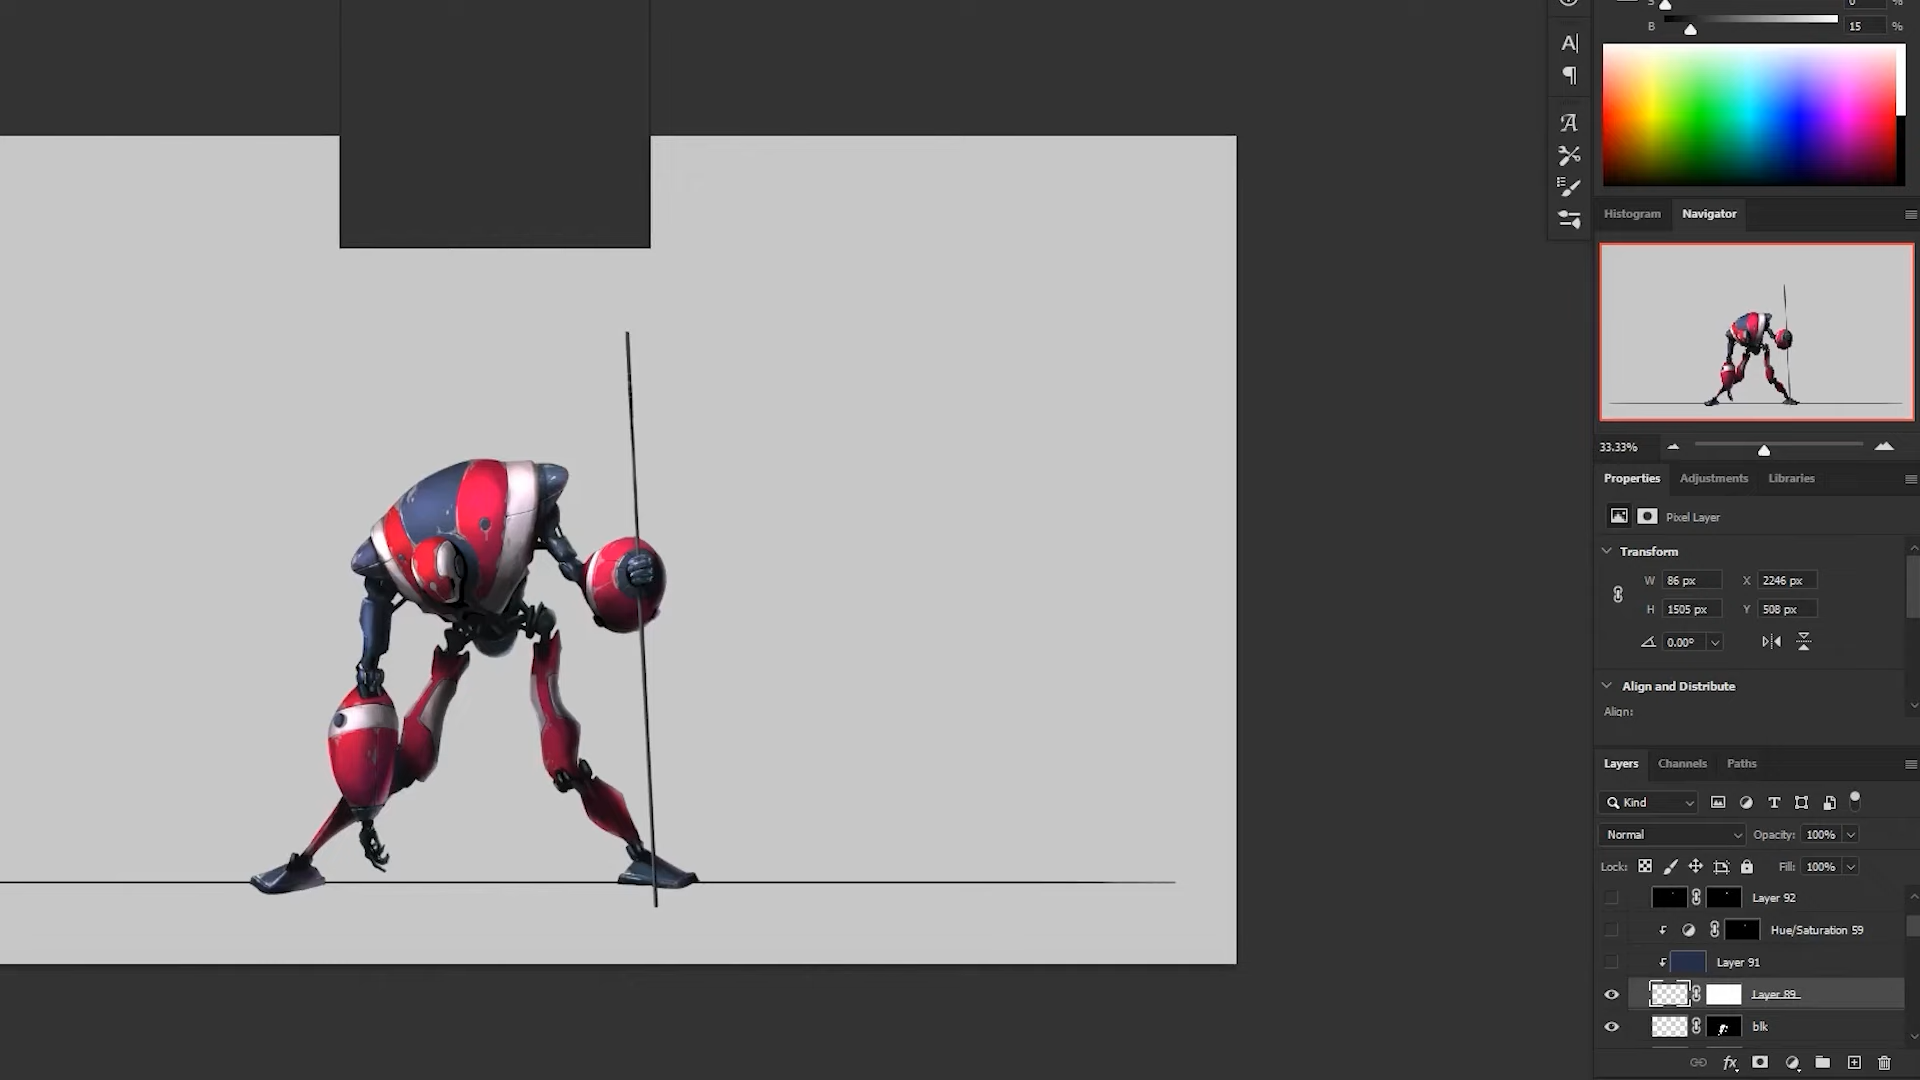 S 0 %
B 15 %
A|
¶
A
Histogram Navigator
33.33%
Properties Adjustments Libraries
Pixel Layer
Transform
W 86 px X 2246 px
H 1505 px Y 508 px
0.00°
Align and Distribute
Align:
Layers Channels Paths
Kind T
Normal Opacity: 100%
Lock: Fill: 100%
Layer 92
Hue/Saturation 59
Layer 91
Layer 89
blk
fx